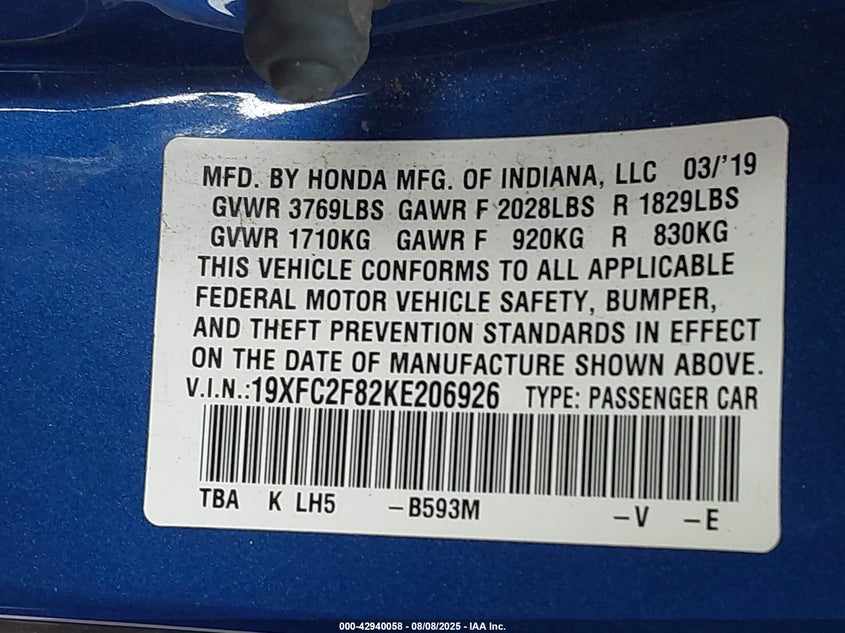 MFD. BY HONDA MFG. OF INDIANA, LLC 03/'19
GVWR 3769LBS GAWR F 2028LBS R 1829LBS
GVWR 1710KG GAWR F 920KG R 830KG
THIS VEHICLE CONFORMS TO ALL APPLICABLE
FEDERAL MOTOR VEHICLE SAFETY, BUMPER,
AND THEFT PREVENTION STANDARDS IN EFFECT
ON THE DATE OF MANUFACTURE SHOWN ABOVE.
V.I.N.:19XFC2F82KE206926 TYPE: PASSENGER CAR
TBA K LH5 -B593M -V -E
000-42940058 - 08/08/2025 - IAA Inc.